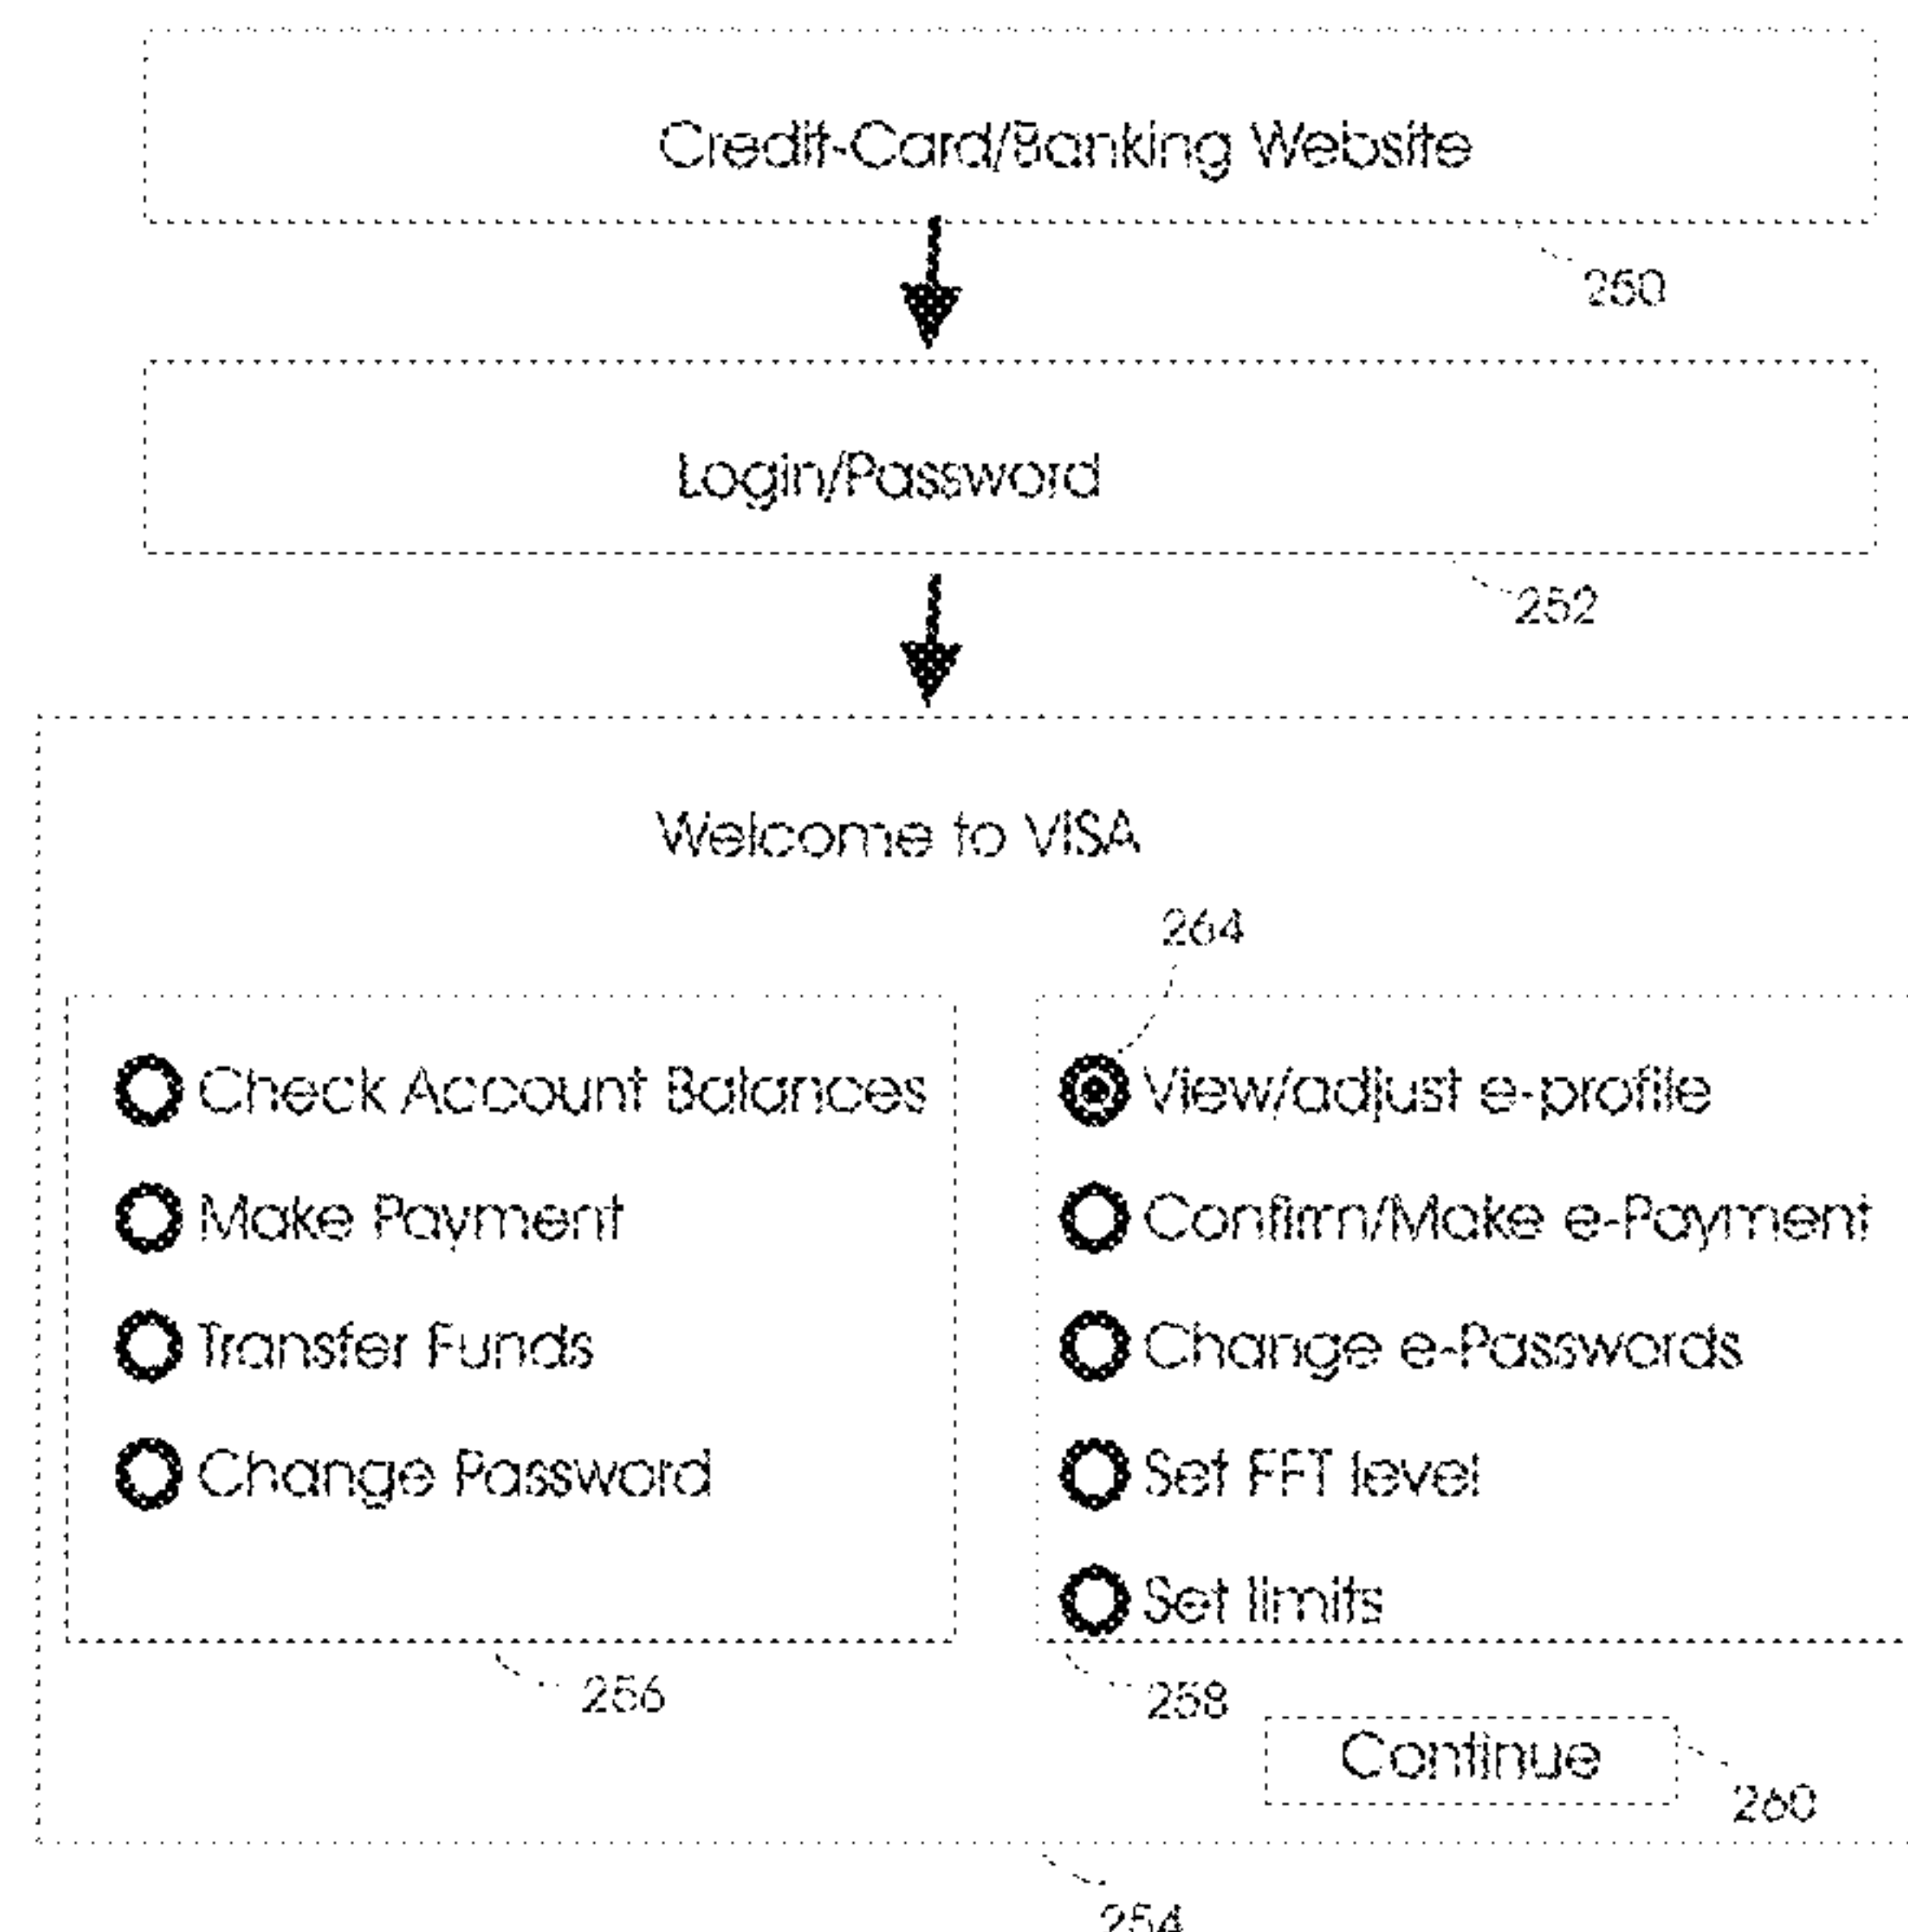 Credit-Card/Banking Website
250
Login/Password
252
Welcome to VISA
264
Check Account Balances
Make Payment
Transfer Funds
Change Password
View/adjust e-profile
Confirm/Make e-Payment
Change e-Passwords
Set FFT level
Set limits
256
258
Continue
260
254